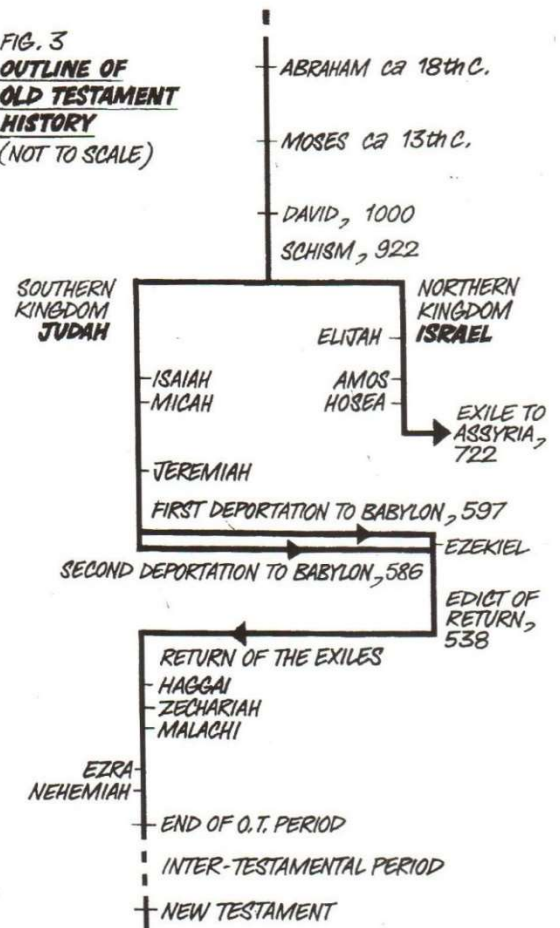 FIG. 3
OUTLINE OF
OLD TESTAMENT
HISTORY
(NOT TO SCALE)
ABRAHAM ca 18th C.
MOSES ca 13th C.
DAVID, 1000
SCHISM, 922
SOUTHERN
KINGDOM
JUDAH
NORTHERN
KINGDOM
ISRAEL
ELIJAH
ISAIAH
MICAH
AMOS
HOSEA
EXILE TO
ASSYRIA,
722
JEREMIAH
FIRST DEPORTATION TO BABYLON, 597
EZEKIEL
SECOND DEPORTATION TO BABYLON, 586
EDICT OF
RETURN,
538
RETURN OF THE EXILES
HAGGAI
ZECHARIAH
MALACHI
EZRA
NEHEMIAH
END OF O.T. PERIOD
INTER-TESTAMENTAL PERIOD
NEW TESTAMENT